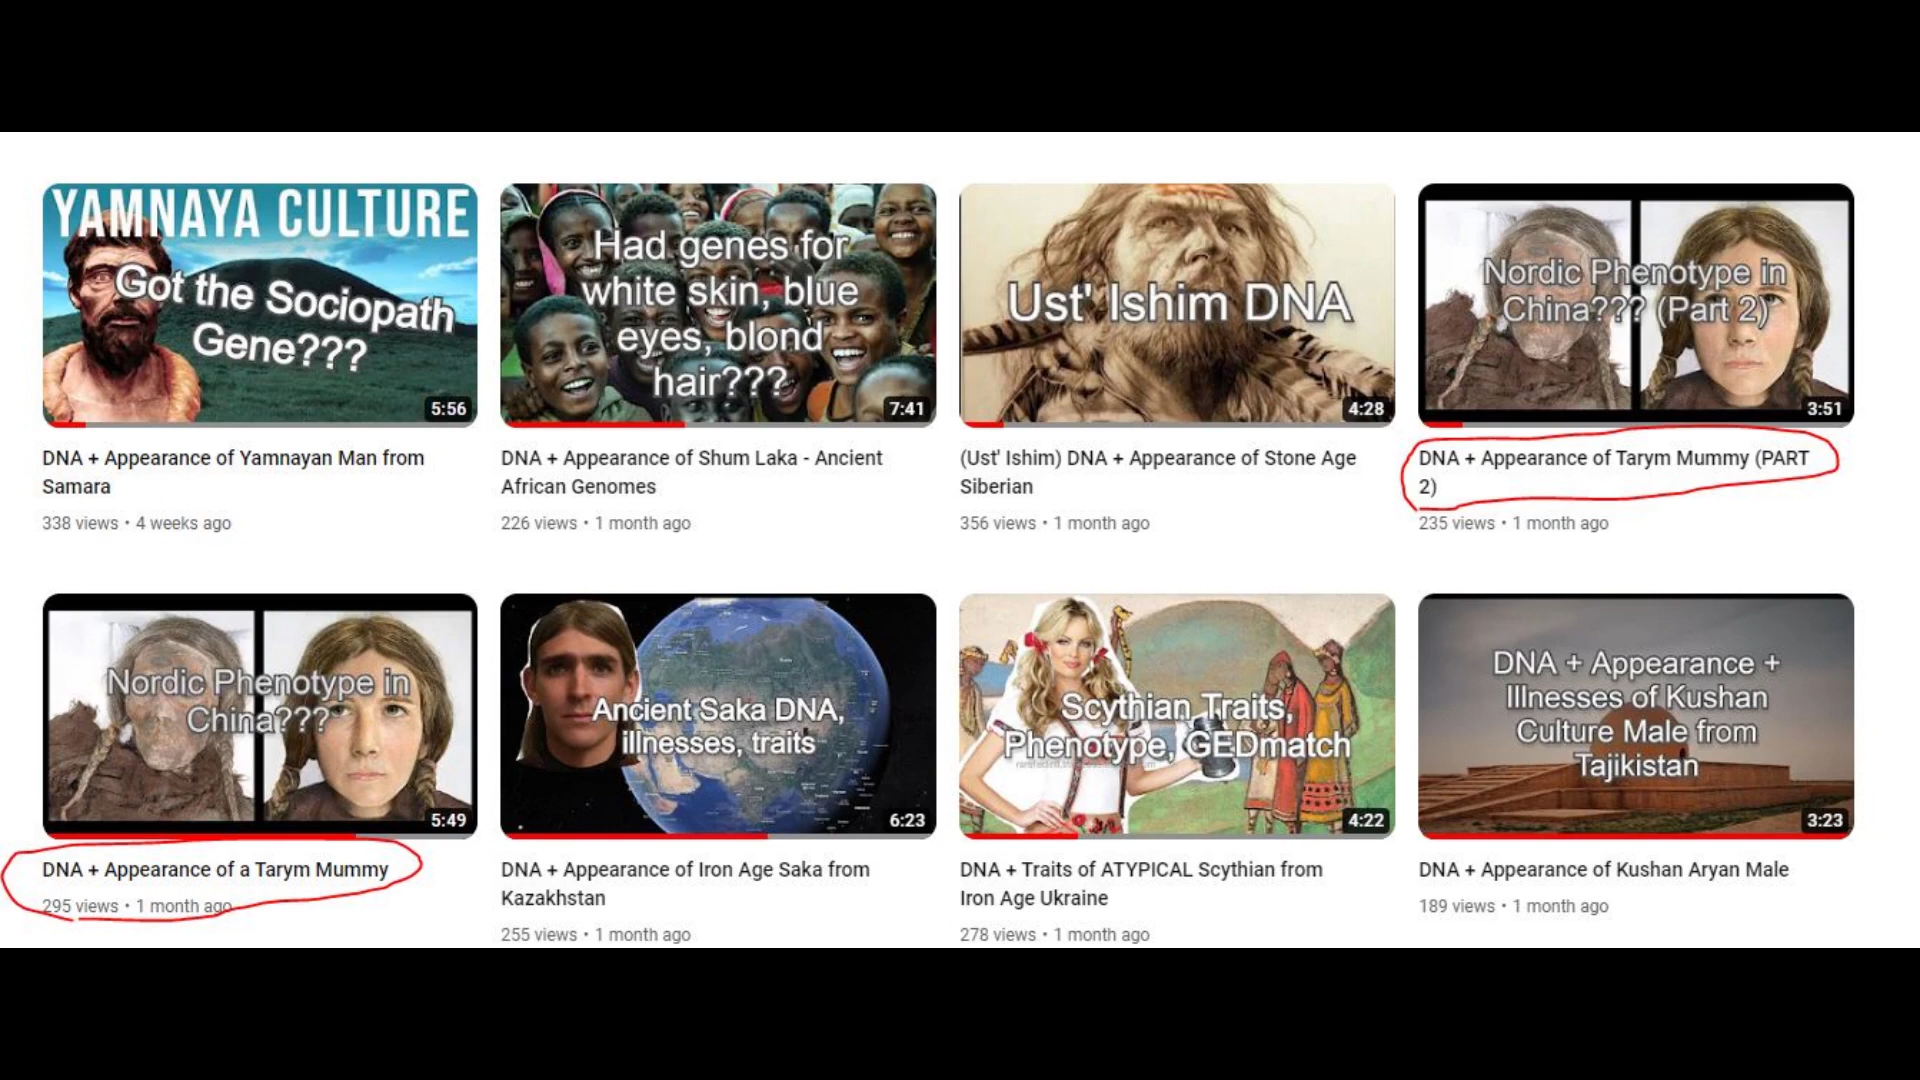 YAMNAYA CULTURE
Got the Sociopath
Gene???
5:56
DNA + Appearance of Yamnayan Man from
Samara
338 views • 4 weeks ago
Had genes for
white skin, blue
eyes, blond
hair???
7:41
DNA + Appearance of Shum Laka - Ancient
African Genomes
226 views • 1 month ago
Ust' Ishim DNA
4:28
(Ust' Ishim) DNA + Appearance of Stone Age
Siberian
356 views • 1 month ago
Nordic Phenotype in
China??? (Part 2)
3:51
DNA + Appearance of Tarym Mummy (PART
2)
235 views • 1 month ago
Nordic Phenotype in
China???
5:49
DNA + Appearance of a Tarym Mummy
295 views • 1 month ago
Ancient Saka DNA,
illnesses, traits
6:23
DNA + Appearance of Iron Age Saka from
Kazakhstan
255 views • 1 month ago
Scythian Traits,
Phenotype, GEDmatch
4:22
DNA + Traits of ATYPICAL Scythian from
Iron Age Ukraine
278 views • 1 month ago
DNA + Appearance +
Illnesses of Kushan
Culture Male from
Tajikistan
3:23
DNA + Appearance of Kushan Aryan Male
189 views • 1 month ago